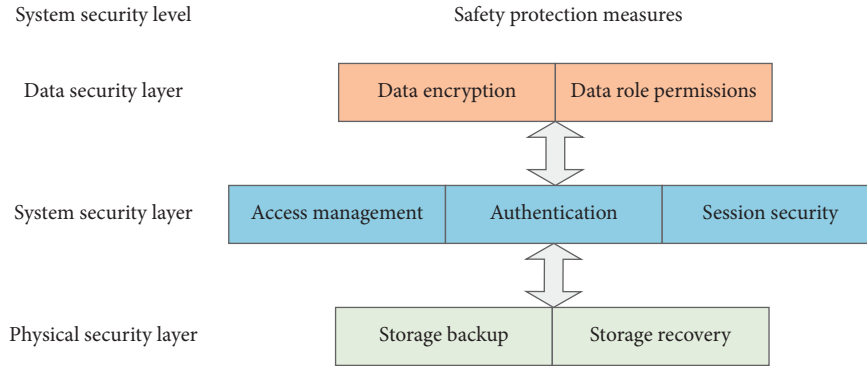 System security level Safety protection measures
Data security layer Data encryption Data role permissions
System security layer Access management Authentication Session security
Physical security layer Storage backup Storage recovery